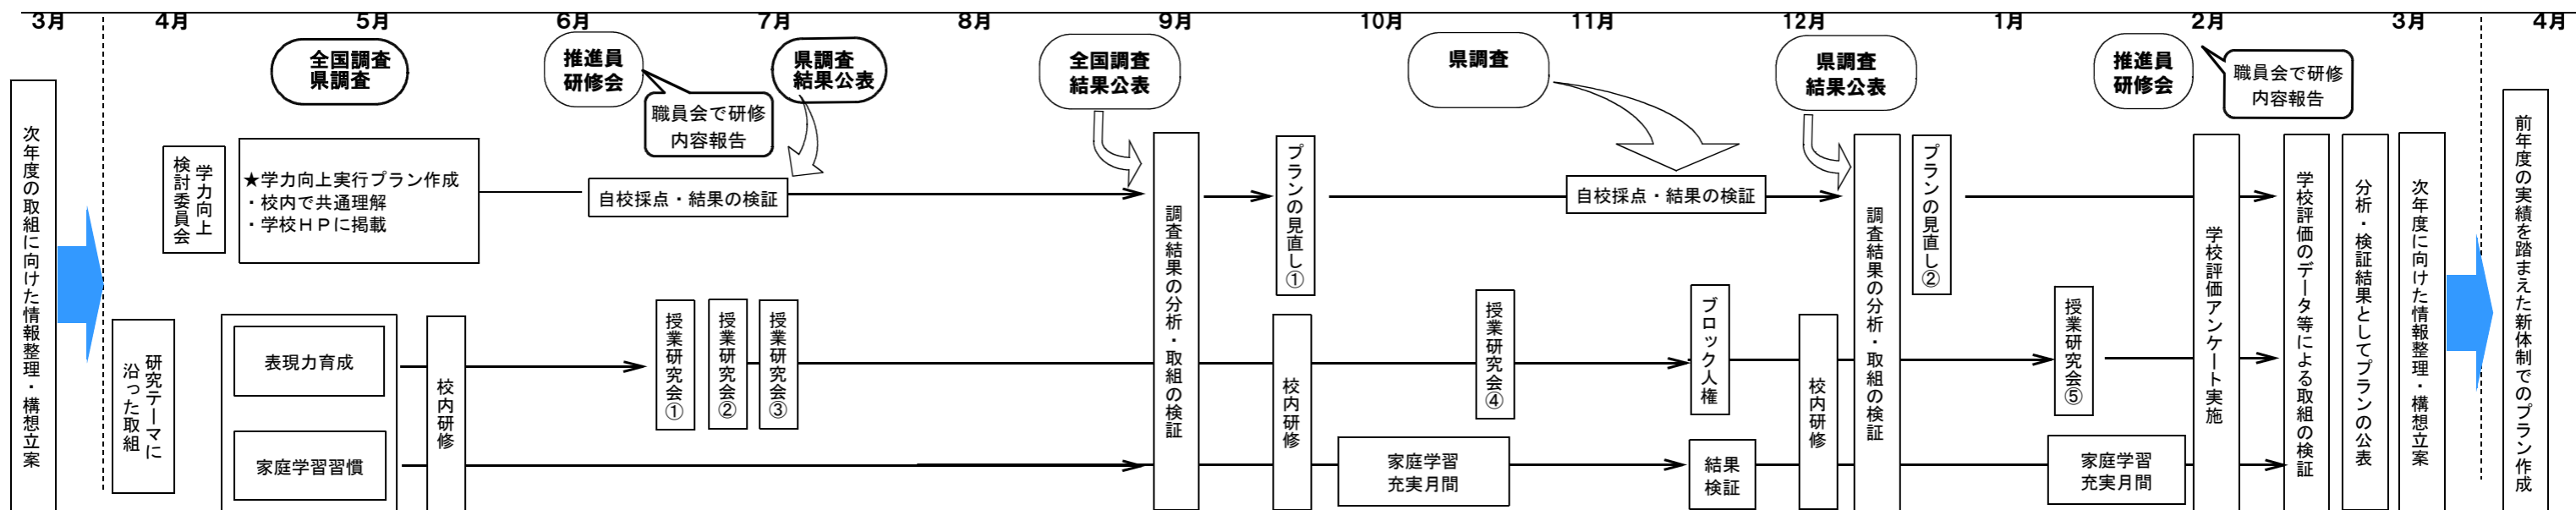 3月
4月
5月
6月
7月
8月
9月
10月
11月
12月
1月
2月
3月
4月
全国調査
県調査
推進員
研修会
職員会で研修
内容報告
県調査
結果公表
全国調査
結果公表
県調査
県調査
結果公表
推進員
研修会
職員会で研修
内容報告
次年度の取組に向けた情報整理・構想立案
学力向上
検討委員会
★学力向上実行プラン作成
・校内で共通理解
・学校ＨＰに掲載
自校採点・結果の検証
調査結果の分析・取組の検証
プランの見直し①
自校採点・結果の検証
調査結果の分析・取組の検証
プランの見直し②
学校評価アンケート実施
学校評価のデータ等による取組の検証
分析・検証結果としてプランの公表
次年度に向けた情報整理・構想立案
前年度の実績を踏まえた新体制でのプラン作成
研究テーマに
沿った取組
表現力育成
家庭学習習慣
校内研修
授業研究会①
授業研究会②
授業研究会③
校内研修
授業研究会④
ブロック人権
校内研修
授業研究会⑤
家庭学習
充実月間
結果
検証
家庭学習
充実月間